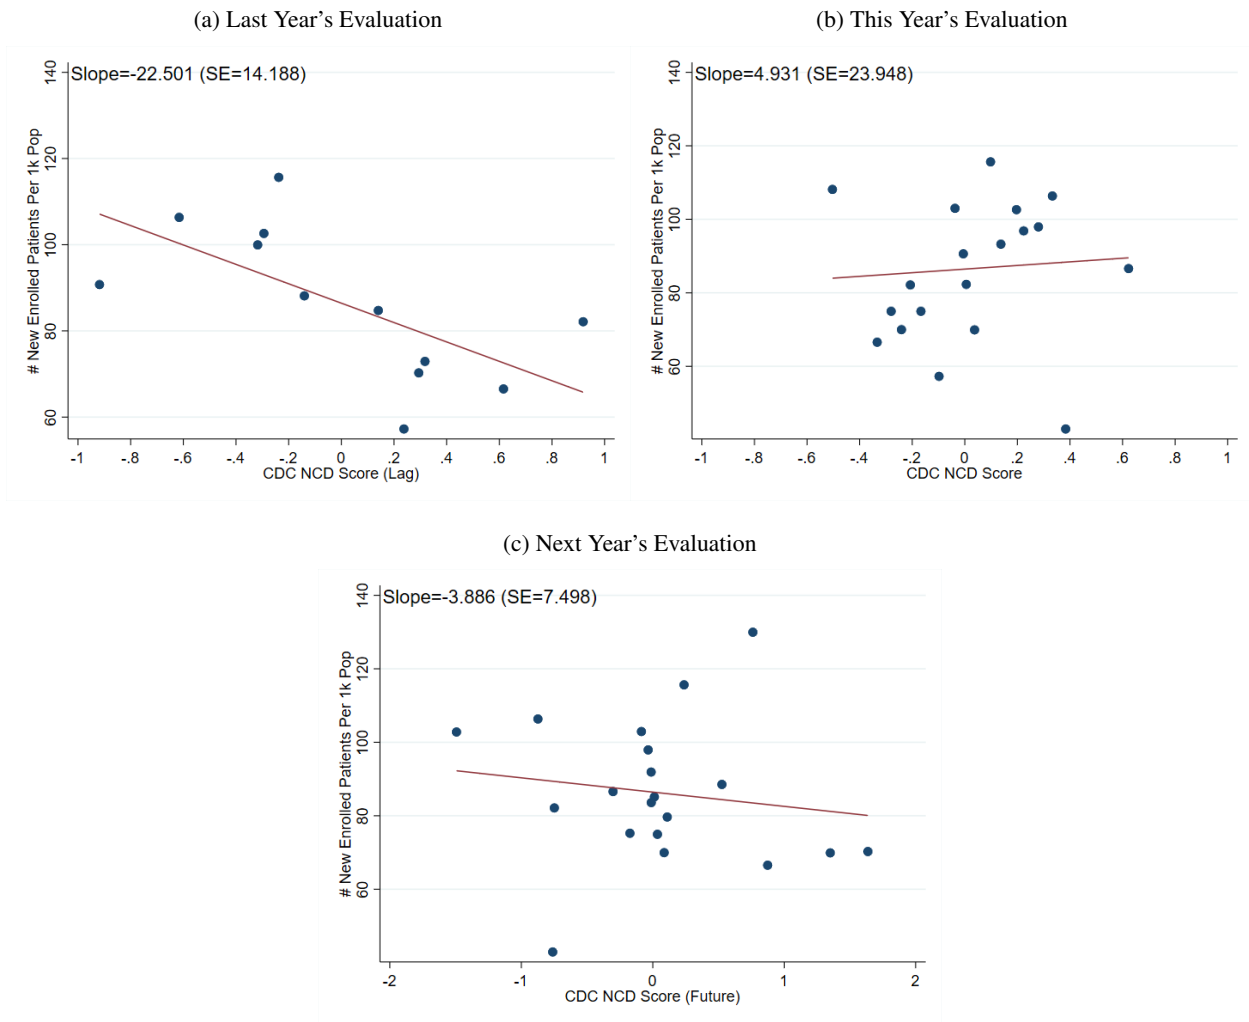 (a) Last Year's Evaluation
Slope=-22.501 (SE=14.188)
# New Enrolled Patients Per 1k Pop
140
120
100
80
60
-1 -.8 -.6 -.4 -.2 0 .2 .4 .6 .8 1
CDC NCD Score (Lag)
(b) This Year's Evaluation
Slope=4.931 (SE=23.948)
# New Enrolled Patients Per 1k Pop
140
120
100
80
60
-1 -.8 -.6 -.4 -.2 0 .2 .4 .6 .8 1
CDC NCD Score
(c) Next Year's Evaluation
Slope=-3.886 (SE=7.498)
# New Enrolled Patients Per 1k Pop
140
120
100
80
60
-2 -1 0 1 2
CDC NCD Score (Future)